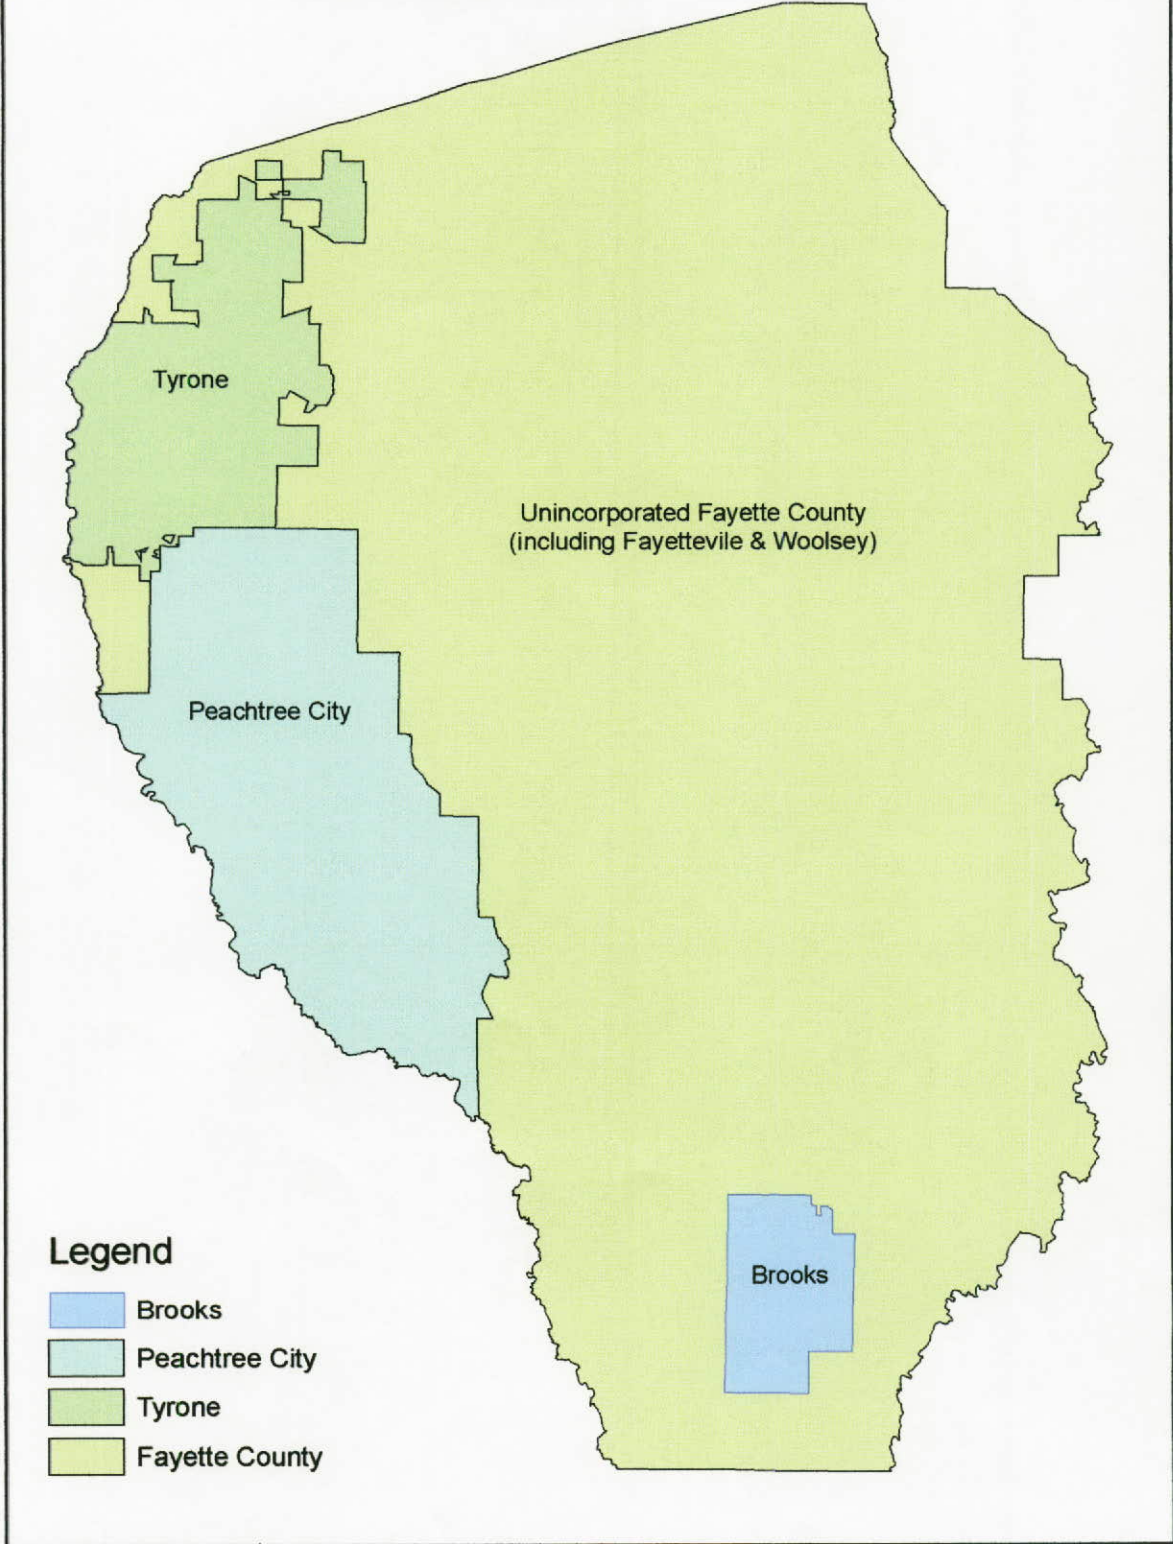 Tyrone
Unincorporated Fayette County
(including Fayettevile & Woolsey)
Peachtree City
Brooks
Legend
Brooks
Peachtree City
Tyrone
Fayette County